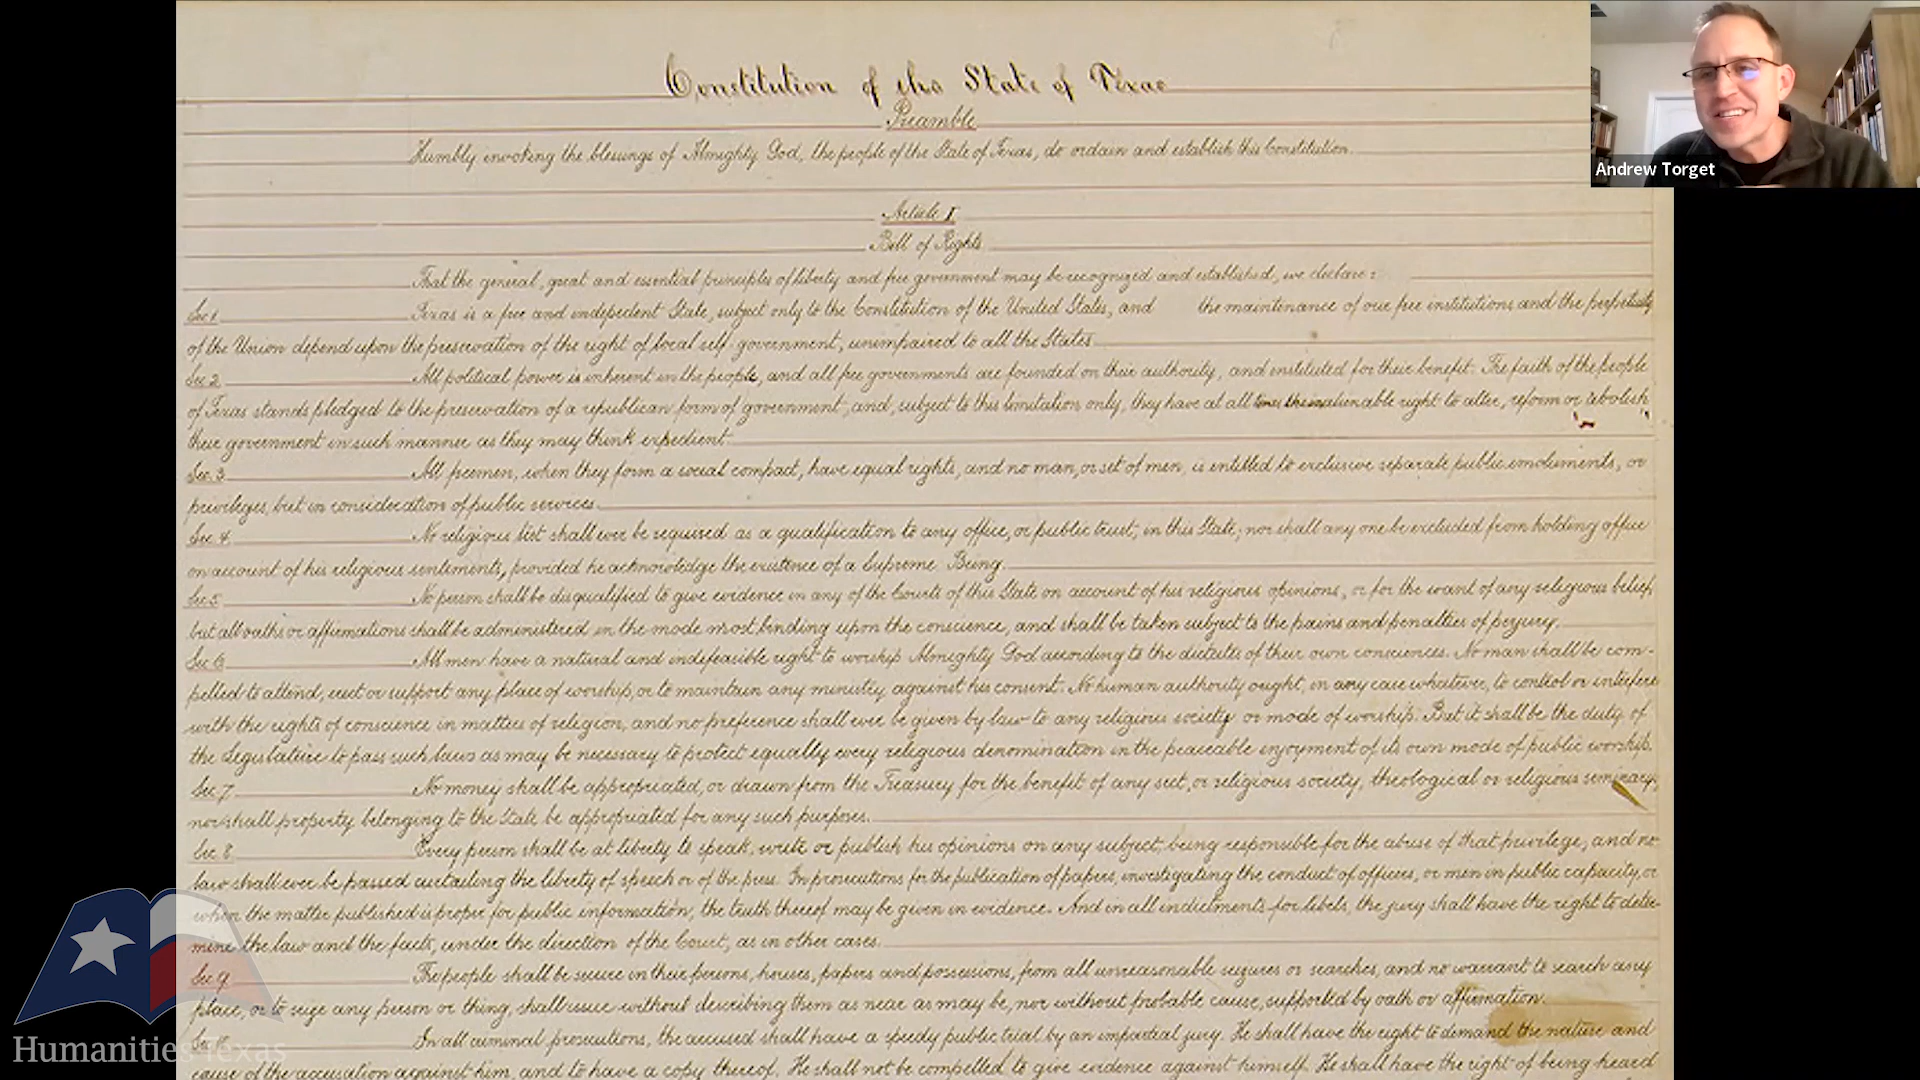 Constitution of the State of Texas
Preamble
Humbly invoking the blessings of Almighty God, the people of the State of Texas, do ordain and establish this Constitution.
Article I
Bill of Rights
That the general, great and essential principles of liberty and free government may be recognized and established, we declare:
Sec. 1 Texas is a free and indepedent State, subject only to the Constitution of the United States, and the maintenance of our free institutions and the perpetuity
of the Union depend upon the preservation of the right of local self-government, unimpaired to all the States.
Sec. 2 All political power is inherent in the people, and all free governments are founded on their authority, and instituted for their benefit. The faith of the people
of Texas stands pledged to the preservation of a republican form of government, and, subject to this limitation only, they have at all times the inalienable right to alter, reform or abolish
their government in such manner as they may think expedient.
Sec. 3 All freemen, when they form a social compact, have equal rights, and no man, or set of men, is entitled to exclusive separate public emoluments, or
privileges, but in consideration of public services.
Sec. 4 No religious test shall ever be required as a qualification to any office, or public trust, in this State; nor shall any one be excluded from holding office
on account of his religious sentiments, provided he acknowledge the existence of a Supreme Being.
Sec. 5 No person shall be disqualified to give evidence in any of the Courts of this State on account of his religious opinions, or for the want of any religious belief,
but all oaths or affirmations shall be administered in the mode most binding upon the conscience, and shall be taken subject to the pains and penalties of perjury.
Sec. 6 All men have a natural and indefeasible right to worship Almighty God according to the dictates of their own consciences. No man shall be com-
pelled to attend, erect or support any place of worship, or to maintain any ministry against his consent. No human authority ought, in any case whatever, to control or interfere
with the rights of conscience in matters of religion, and no preference shall ever be given by law to any religious society or mode of worship. But it shall be the duty of
the Legislature to pass such laws as may be necessary to protect equally every religious denomination in the peaceable enjoyment of its own mode of public worship.
Sec. 7 No money shall be appropriated, or drawn from the Treasury for the benefit of any sect, or religious society, theological or religious seminary;
nor shall property belonging to the State be appropriated for any such purposes.
Sec. 8 Every person shall be at liberty to speak, write or publish his opinions on any subject, being responsible for the abuse of that privilege, and no
law shall ever be passed curtailing the liberty of speech or of the press. In prosecutions for the publication of papers, investigating the conduct of officers, or men in public capacity, or
when the matter published is proper for public information, the truth thereof may be given in evidence. And in all indictments for libels, the jury shall have the right to deter-
mine the law and the facts, under the direction of the Court, as in other cases.
Sec. 9 The people shall be secure in their persons, houses, papers and possessions, from all unreasonable seizures or searches, and no warrant to search any
place, or to seize any person or thing, shall issue without describing them as near as may be, nor without probable cause, supported by oath or affirmation.
Sec. 10 In all criminal prosecutions, the accused shall have a speedy public trial by an impartial jury. He shall have the right to demand the nature and
cause of the accusation against him, and to have a copy thereof. He shall not be compelled to give evidence against himself. He shall have the right of being heard
Andrew Torget
Humanities Texas